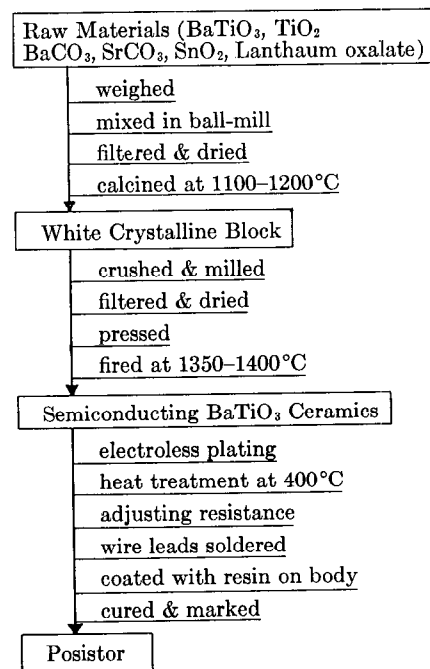 Raw Materials (BaTiO₃, TiO₂
BaCO₃, SrCO₃, SnO₂, Lanthaum oxalate)
weighed
mixed in ball-mill
filtered & dried
calcined at 1100–1200°C
White Crystalline Block
crushed & milled
filtered & dried
pressed
fired at 1350–1400°C
Semiconducting BaTiO₃ Ceramics
electroless plating
heat treatment at 400°C
adjusting resistance
wire leads soldered
coated with resin on body
cured & marked
Posistor